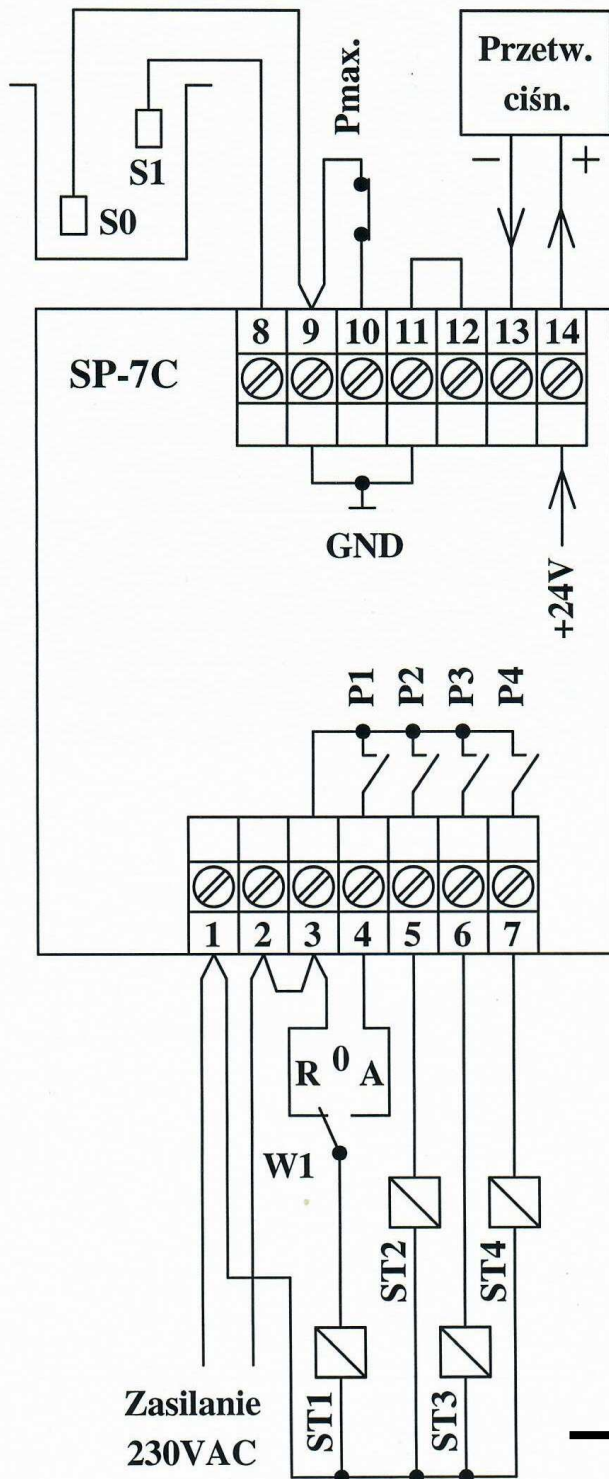 Przetw.
ciśn.
Pmax.
S1
S0
− +
8 9 10 11 12 13 14
SP-7C
GND
+24V
P1 P2 P3 P4
1 2 3 4 5 6 7
R 0 A
W1
ST2 ST4
ST1 ST3
Zasilanie
230VAC